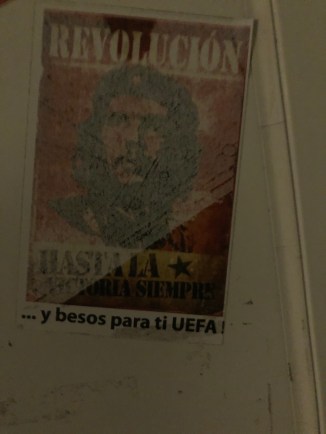 REVOLUCIÓN
HASTA LA
VICTORIA SIEMPRE
... y besos para ti UEFA!